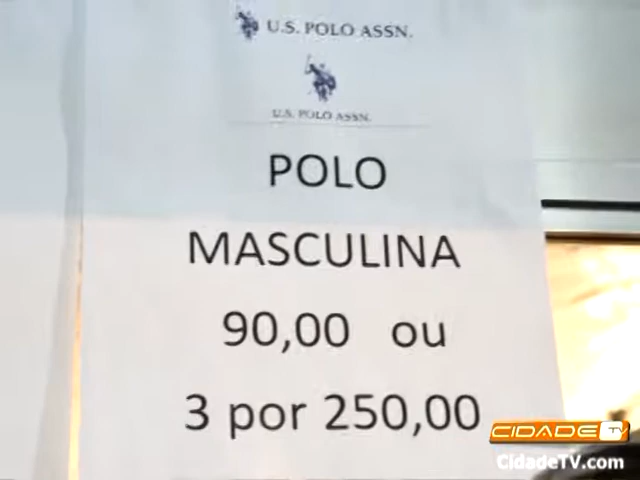 U.S. POLO ASSN.
U.S. POLO ASSN.
POLO
MASCULINA
90,00 ou
3 por 250,00
CIDADE TV
CidadeTV.com